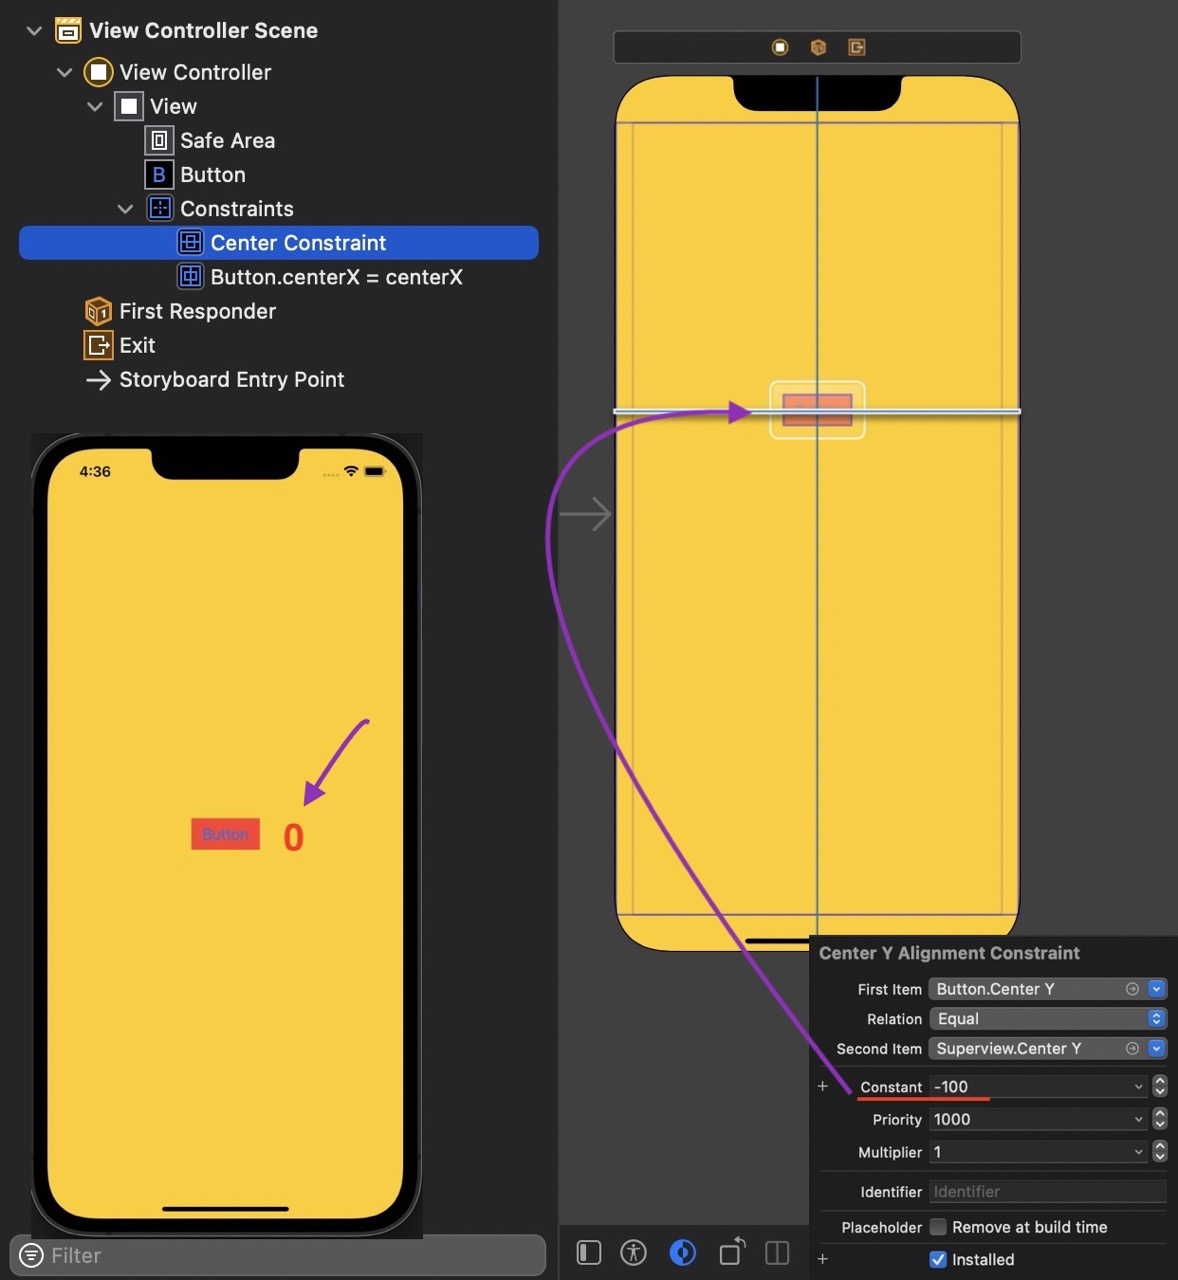 View Controller Scene
View Controller
View
Safe Area
B Button
Constraints
Center Constraint
Button.centerX = centerX
1 First Responder
Exit
Storyboard Entry Point
4:36
Button 0
Filter
Center Y Alignment Constraint
First Item Button.Center Y
Relation Equal
Second Item Superview.Center Y
+ Constant -100
Priority 1000
Multiplier 1
Identifier Identifier
Placeholder Remove at build time
+ Installed